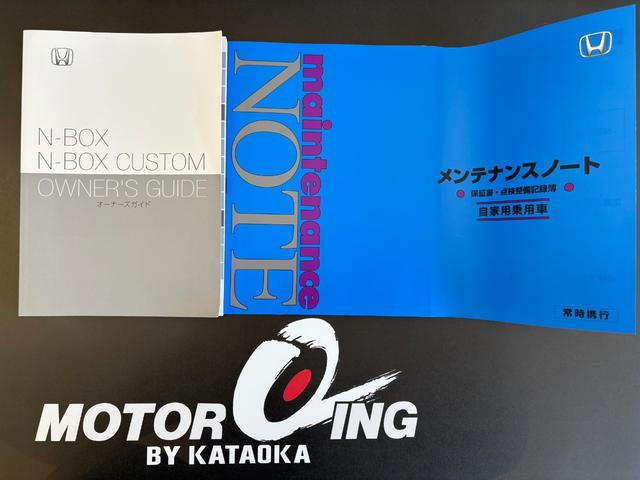 N-BOX
N-BOX CUSTOM
OWNER'S GUIDE
オーナーズガイド
maintenance
NOTE
メンテナンスノート
保証書・点検整備記録簿
自家用乗用車
常時携行
MOTOR ING
BY KATAOKA